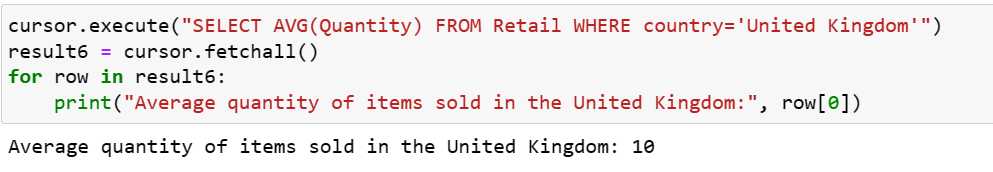 cursor.execute("SELECT AVG(Quantity) FROM Retail WHERE country='United Kingdom'")
result6 = cursor.fetchall()
for row in result6:
    print("Average quantity of items sold in the United Kingdom:", row[0])
Average quantity of items sold in the United Kingdom: 10